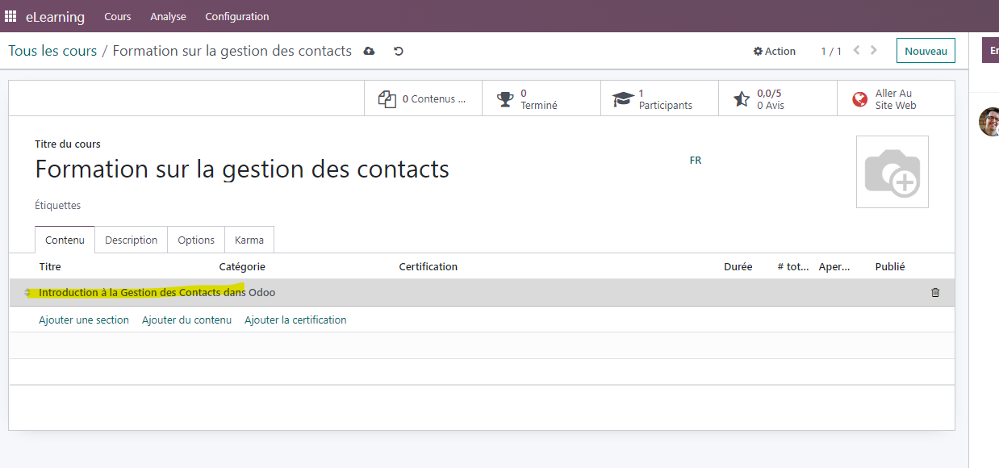 eLearning Cours Analyse Configuration
Tous les cours / Formation sur la gestion des contacts Action 1 / 1 Nouveau
0 Contenus ...
0
Terminé
1
Participants
0,0/5
0 Avis
Aller Au
Site Web
Titre du cours
Formation sur la gestion des contacts FR
Étiquettes
Contenu Description Options Karma
Titre Catégorie Certification Durée # tot... Aper... Publié
Introduction à la Gestion des Contacts dans Odoo
Ajouter une section Ajouter du contenu Ajouter la certification